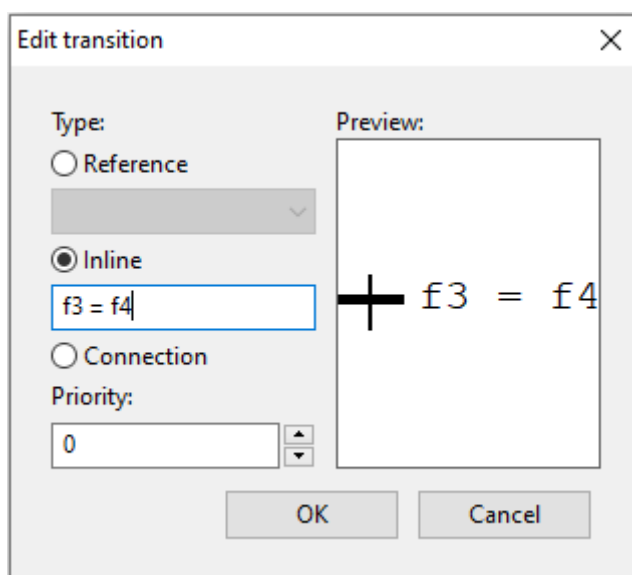 Edit transition
Type:
Reference
Inline
f3 = f4
Connection
Priority:
0
Preview:
f3 = f4
OK
Cancel